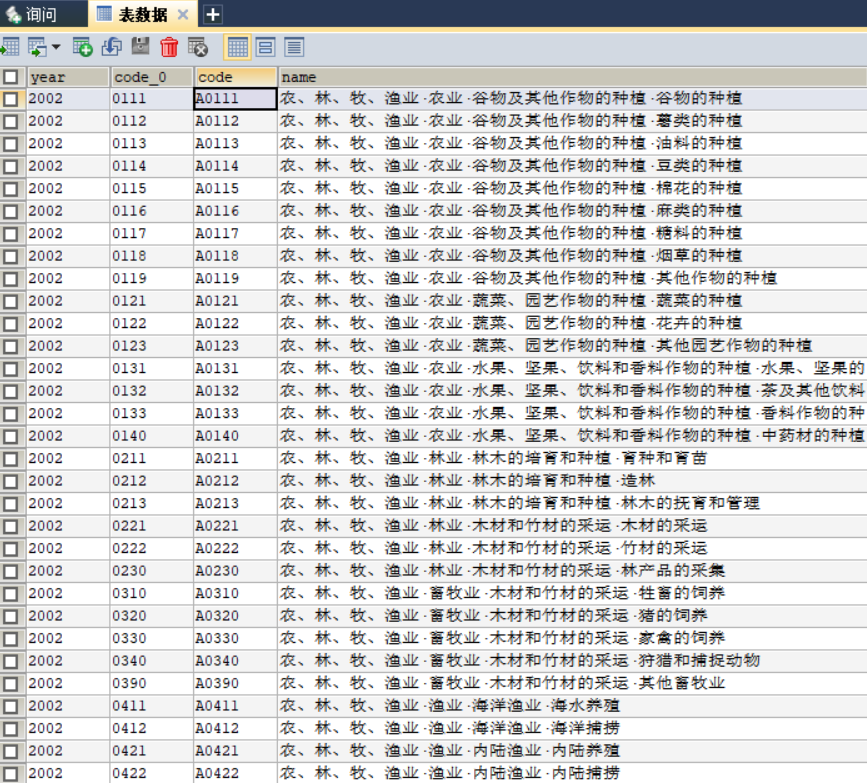 询问 表数据
year code_0 code name
2002 0111 A0111 农、林、牧、渔业·农业·谷物及其他作物的种植·谷物的种植
2002 0112 A0112 农、林、牧、渔业·农业·谷物及其他作物的种植·薯类的种植
2002 0113 A0113 农、林、牧、渔业·农业·谷物及其他作物的种植·油料的种植
2002 0114 A0114 农、林、牧、渔业·农业·谷物及其他作物的种植·豆类的种植
2002 0115 A0115 农、林、牧、渔业·农业·谷物及其他作物的种植·棉花的种植
2002 0116 A0116 农、林、牧、渔业·农业·谷物及其他作物的种植·麻类的种植
2002 0117 A0117 农、林、牧、渔业·农业·谷物及其他作物的种植·糖料的种植
2002 0118 A0118 农、林、牧、渔业·农业·谷物及其他作物的种植·烟草的种植
2002 0119 A0119 农、林、牧、渔业·农业·谷物及其他作物的种植·其他作物的种植
2002 0121 A0121 农、林、牧、渔业·农业·蔬菜、园艺作物的种植·蔬菜的种植
2002 0122 A0122 农、林、牧、渔业·农业·蔬菜、园艺作物的种植·花卉的种植
2002 0123 A0123 农、林、牧、渔业·农业·蔬菜、园艺作物的种植·其他园艺作物的种植
2002 0131 A0131 农、林、牧、渔业·农业·水果、坚果、饮料和香料作物的种植·水果、坚果的
2002 0132 A0132 农、林、牧、渔业·农业·水果、坚果、饮料和香料作物的种植·茶及其他饮料
2002 0133 A0133 农、林、牧、渔业·农业·水果、坚果、饮料和香料作物的种植·香料作物的种
2002 0140 A0140 农、林、牧、渔业·农业·水果、坚果、饮料和香料作物的种植·中药材的种植
2002 0211 A0211 农、林、牧、渔业·林业·林木的培育和种植·育种和育苗
2002 0212 A0212 农、林、牧、渔业·林业·林木的培育和种植·造林
2002 0213 A0213 农、林、牧、渔业·林业·林木的培育和种植·林木的抚育和管理
2002 0221 A0221 农、林、牧、渔业·林业·木材和竹材的采运·木材的采运
2002 0222 A0222 农、林、牧、渔业·林业·木材和竹材的采运·竹材的采运
2002 0230 A0230 农、林、牧、渔业·林业·木材和竹材的采运·林产品的采集
2002 0310 A0310 农、林、牧、渔业·畜牧业·木材和竹材的采运·牲畜的饲养
2002 0320 A0320 农、林、牧、渔业·畜牧业·木材和竹材的采运·猪的饲养
2002 0330 A0330 农、林、牧、渔业·畜牧业·木材和竹材的采运·家禽的饲养
2002 0340 A0340 农、林、牧、渔业·畜牧业·木材和竹材的采运·狩猎和捕捉动物
2002 0390 A0390 农、林、牧、渔业·畜牧业·木材和竹材的采运·其他畜牧业
2002 0411 A0411 农、林、牧、渔业·渔业·海洋渔业·海水养殖
2002 0412 A0412 农、林、牧、渔业·渔业·海洋渔业·海洋捕捞
2002 0421 A0421 农、林、牧、渔业·渔业·内陆渔业·内陆养殖
2002 0422 A0422 农、林、牧、渔业·渔业·内陆渔业·内陆捕捞